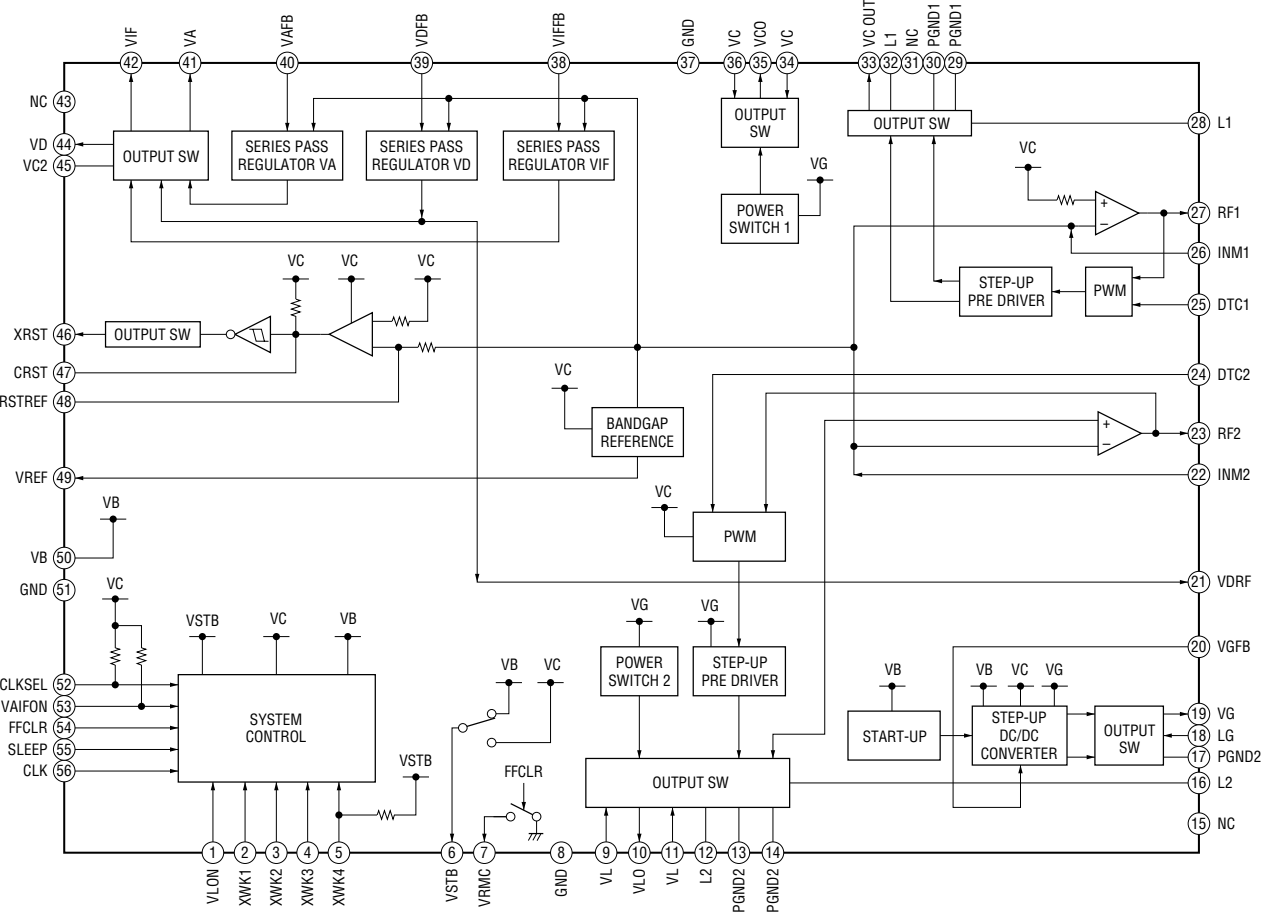 VIF
VA
VAFB
VDFB
VIFFB
GND
VC
VCO
VC
VC OUT
L1
NC
PGND1
PGND1
42
41
40
39
38
37
36
35
34
33
32
31
30
29
NC 43
VD 44
VC2 45
OUTPUT SW
SERIES PASS
REGULATOR VA
SERIES PASS
REGULATOR VD
SERIES PASS
REGULATOR VIF
OUTPUT
SW
OUTPUT SW
28 L1
POWER
SWITCH 1
VG
VC
+
–
27 RF1
26 INM1
STEP-UP
PRE DRIVER
PWM
25 DTC1
VC
VC
VC
XRST 46
OUTPUT SW
CRST 47
RSTREF 48
24 DTC2
VC
BANDGAP
REFERENCE
+
–
23 RF2
VREF 49
22 INM2
VB
VC
PWM
VB 50
GND 51
21 VDRF
VC
VSTB
VC
VB
VG
VG
20 VGFB
CLKSEL 52
VAIFON 53
FFCLR 54
SLEEP 55
CLK 56
SYSTEM
CONTROL
VB
VC
POWER
SWITCH 2
STEP-UP
PRE DRIVER
VB
VB
VC
VG
START-UP
STEP-UP
DC/DC
CONVERTER
OUTPUT
SW
19 VG
18 LG
17 PGND2
VSTB
FFCLR
OUTPUT SW
16 L2
15 NC
1
2
3
4
5
6
7
8
9
10
11
12
13
14
VLON
XWK1
XWK2
XWK3
XWK4
VSTB
VRMC
GND
VL
VLO
VL
L2
PGND2
PGND2